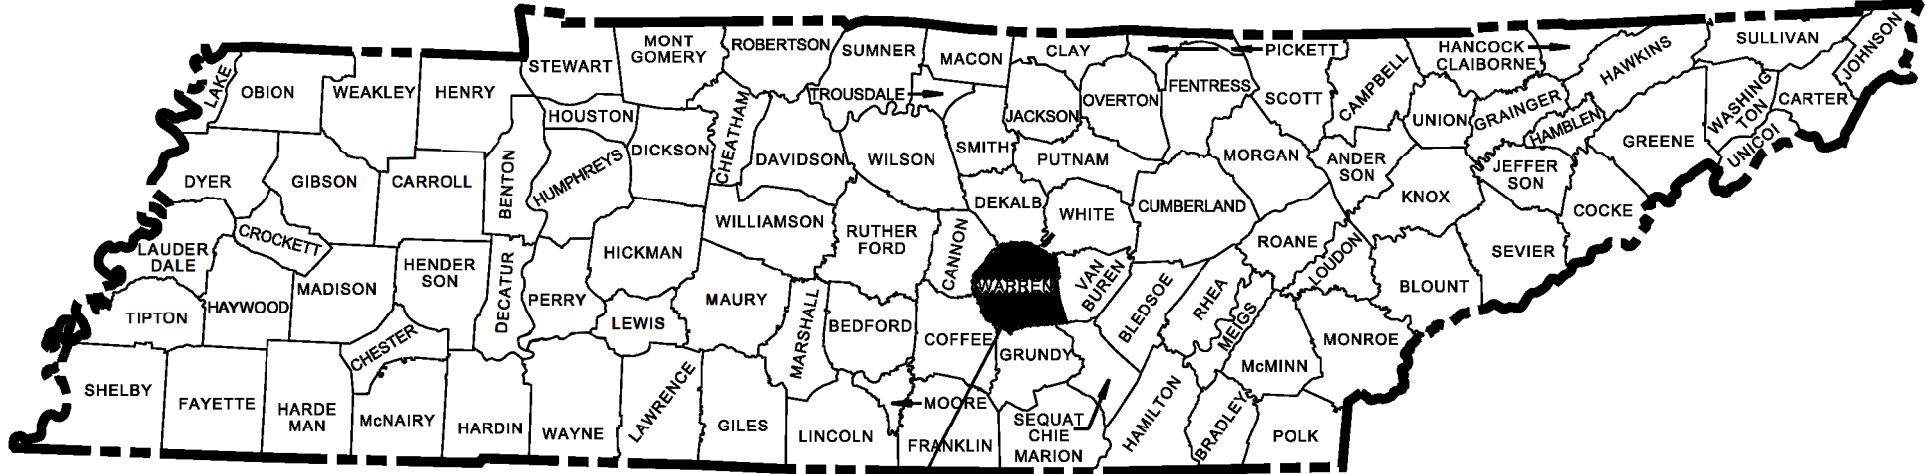 LAKE
OBION
WEAKLEY
HENRY
STEWART
MONT
GOMERY
ROBERTSON
SUMNER
MACON
CLAY
PICKETT
HANCOCK
CLAIBORNE
HAWKINS
SULLIVAN
JOHNSON
TROUSDALE
JACKSON
OVERTON
FENTRESS
SCOTT
CAMPBELL
UNION
GRAINGER
HAMBLEN
GREENE
WASHING
TON
CARTER
UNICOI
HOUSTON
DICKSON
CHEATHAM
DAVIDSON
WILSON
SMITH
PUTNAM
MORGAN
ANDER
SON
KNOX
JEFFER
SON
COCKE
DYER
GIBSON
CARROLL
BENTON
HUMPHREYS
WILLIAMSON
RUTHER
FORD
CANNON
DEKALB
WHITE
CUMBERLAND
ROANE
LOUDON
BLOUNT
SEVIER
LAUDER
DALE
CROCKETT
HENDER
SON
DECATUR
PERRY
HICKMAN
MAURY
MARSHALL
BEDFORD
COFFEE
WARREN
VAN
BUREN
BLEDSOE
RHEA
MEIGS
McMINN
MONROE
TIPTON
HAYWOOD
MADISON
CHESTER
LEWIS
GRUNDY
SHELBY
FAYETTE
HARDE
MAN
McNAIRY
HARDIN
WAYNE
LAWRENCE
GILES
LINCOLN
MOORE
FRANKLIN
SEQUAT
CHIE
MARION
HAMILTON
BRADLEY
POLK